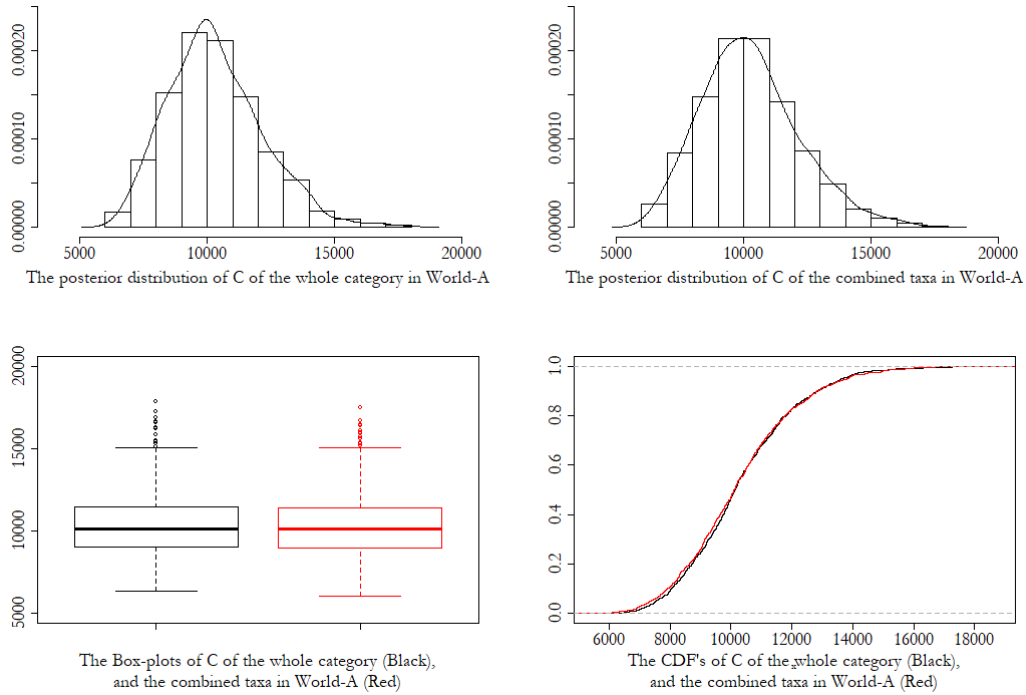 0.00000 0.00010 0.00020
5000 10000 15000 20000
The posterior distribution of C of the whole category in World-A
0.00000 0.00010 0.00020
5000 10000 15000 20000
The posterior distribution of C of the combined taxa in World-A
5000 10000 15000 20000
The Box-plots of C of the whole category (Black),
and the combined taxa in World-A (Red)
0.0 0.2 0.4 0.6 0.8 1.0
6000 8000 10000 12000 14000 16000 18000
The CDF's of C of the whole category (Black),
and the combined taxa in World-A (Red)